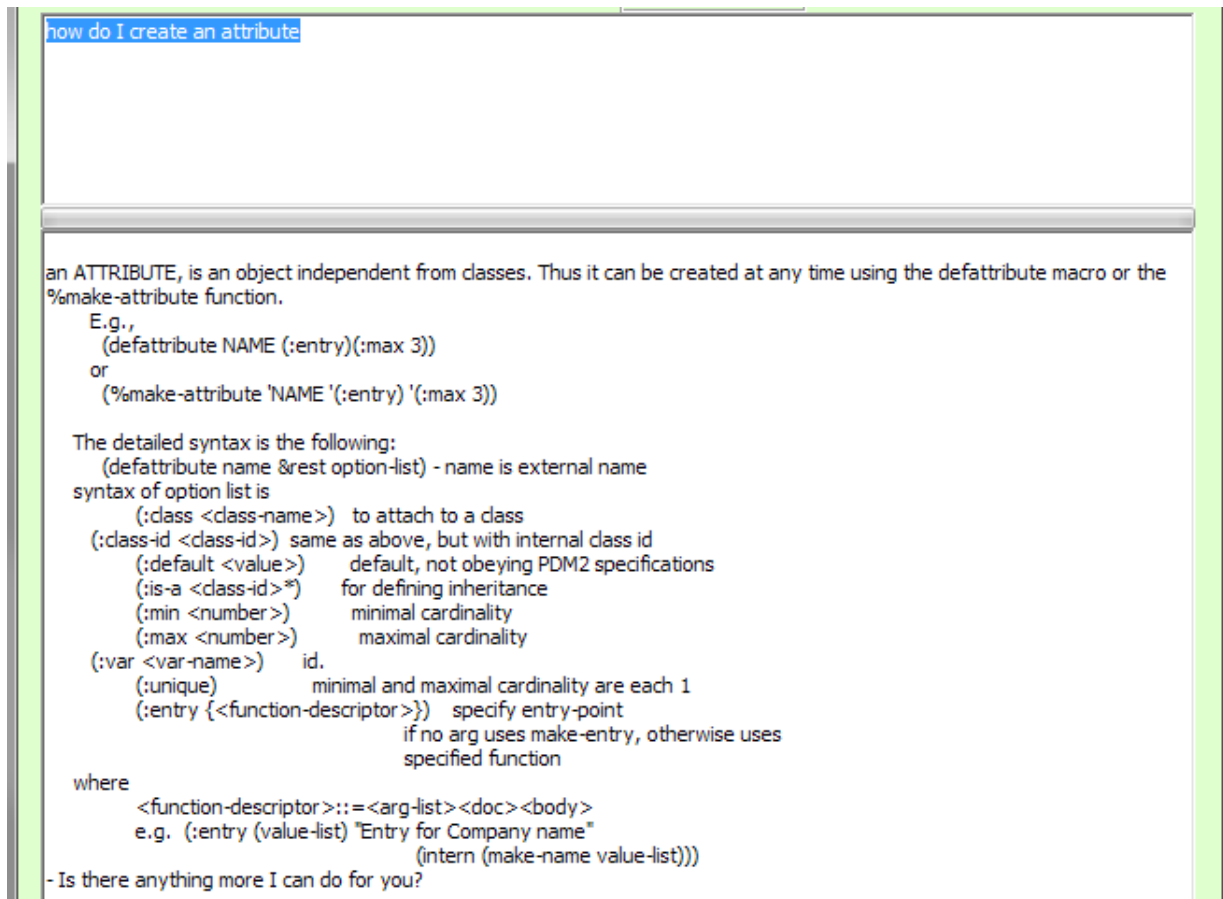 how do I create an attribute
an ATTRIBUTE, is an object independent from classes. Thus it can be created at any time using the defattribute macro or the
%make-attribute function.
E.g.,
(defattribute NAME (:entry)(:max 3))
or
(%make-attribute 'NAME '(:entry) '(:max 3))
The detailed syntax is the following:
(defattribute name &rest option-list) - name is external name
syntax of option list is
(:class <class-name>) to attach to a class
(:class-id <class-id>) same as above, but with internal class id
(:default <value>) default, not obeying PDM2 specifications
(:is-a <class-id>*) for defining inheritance
(:min <number>) minimal cardinality
(:max <number>) maximal cardinality
(:var <var-name>) id.
(:unique) minimal and maximal cardinality are each 1
(:entry {<function-descriptor>}) specify entry-point
if no arg uses make-entry, otherwise uses
specified function
where
<function-descriptor>::=<arg-list><doc><body>
e.g. (:entry (value-list) "Entry for Company name"
(intern (make-name value-list)))
- Is there anything more I can do for you?